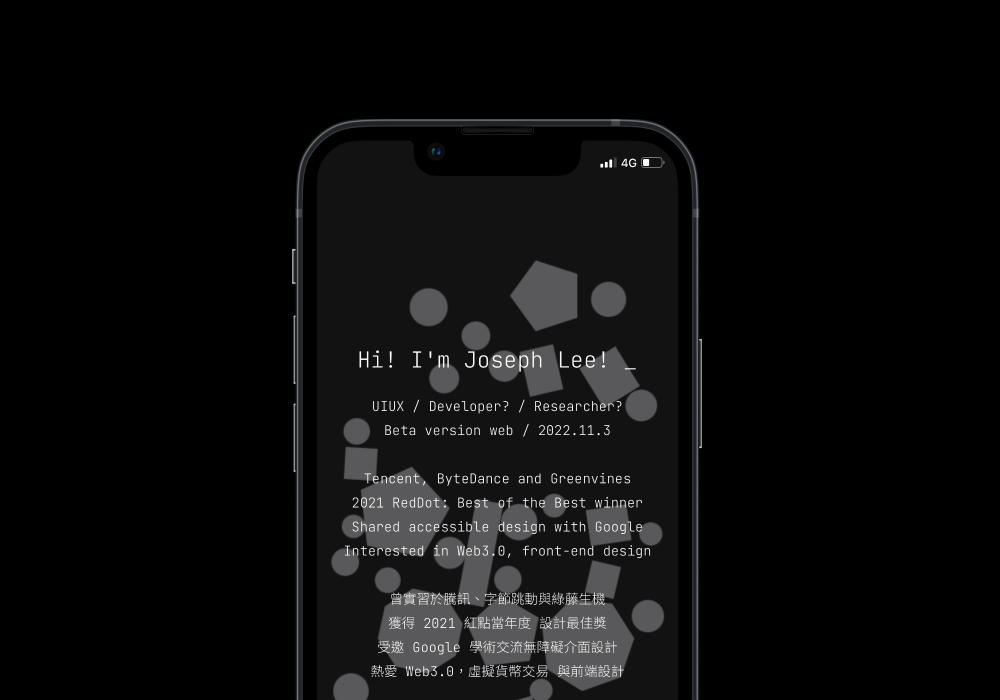 4G
Hi! I'm Joseph Lee! _
UIUX / Developer? / Researcher?
Beta version web / 2022.11.3
Tencent, ByteDance and Greenvines
2021 RedDot: Best of the Best winner
Shared accessible design with Google
Interested in Web3.0, front-end design
曾實習於騰訊、字節跳動與綠藤生機
獲得 2021 紅點當年度 設計最佳獎
受邀 Google 學術交流無障礙介面設計
熱愛 Web3.0，虛擬貨幣交易 與前端設計